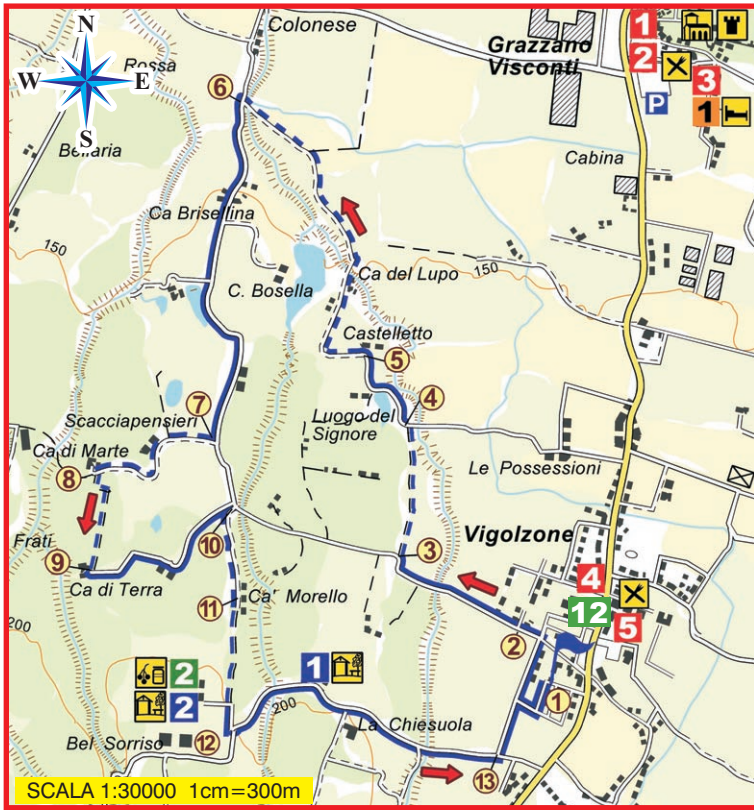 N
W E
S
Colonese
Rossa
Grazzano
Visconti
1
2
3
P
1
6
Bellaria
Cabina
Ca Brisellina
150
C. Bosella
Ca del Lupo
150
Castelletto
5
7
4
Scacciapensieri
Luogo del
Signore
Ca di Marte
8
Le Possessioni
Vigolzone
10
3
Frati
9
Ca di Terra
4
12
5
11
Ca' Morello
2
200
1
2
2
200
1
Bel Sorriso
12
La Chiesuola
13
SCALA 1:30000 1cm=300m